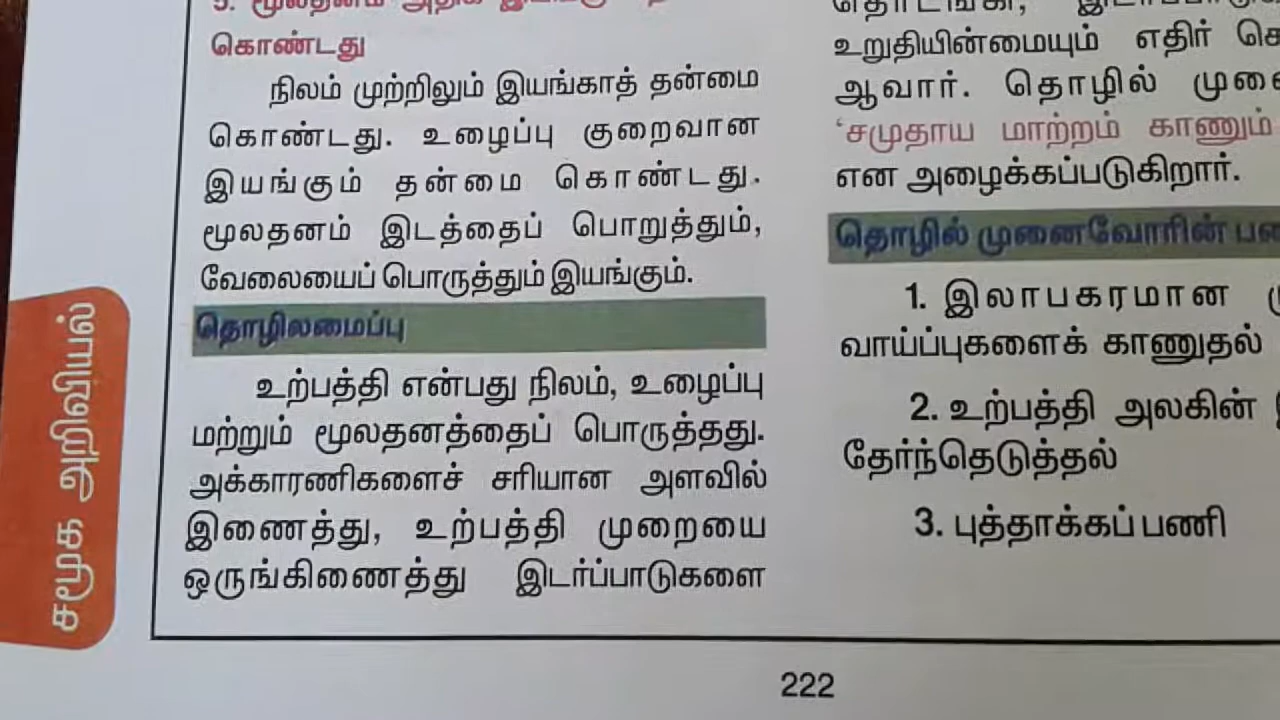 5. மூலதனம் அதிக
கொண்டது
நிலம் முற்றிலும் இயங்காத் தன்மை
கொண்டது. உழைப்பு குறைவான
இயங்கும் தன்மை கொண்டது.
மூலதனம் இடத்தைப் பொறுத்தும்,
வேலையைப் பொருத்தும் இயங்கும்.
தொழிலமைப்பு
உற்பத்தி என்பது நிலம், உழைப்பு
மற்றும் மூலதனத்தைப் பொருத்தது.
அக்காரணிகளைச் சரியான அளவில்
இணைத்து, உற்பத்தி முறையை
ஒருங்கிணைத்து இடர்ப்பாடுகளை
உறுதியின்மையும் எதிர்
ஆவார். தொழில்
‘சமுதாய மாற்றம் காணும்
என அழைக்கப்படுகிறார்.
தொழில் முனைவோரின்
1. இலாபகரமான
வாய்ப்புகளைக் காணுதல்
2. உற்பத்தி அலகின்
தேர்ந்தெடுத்தல்
3. புத்தாக்கப் பணி
சமூக அறிவியல்
222